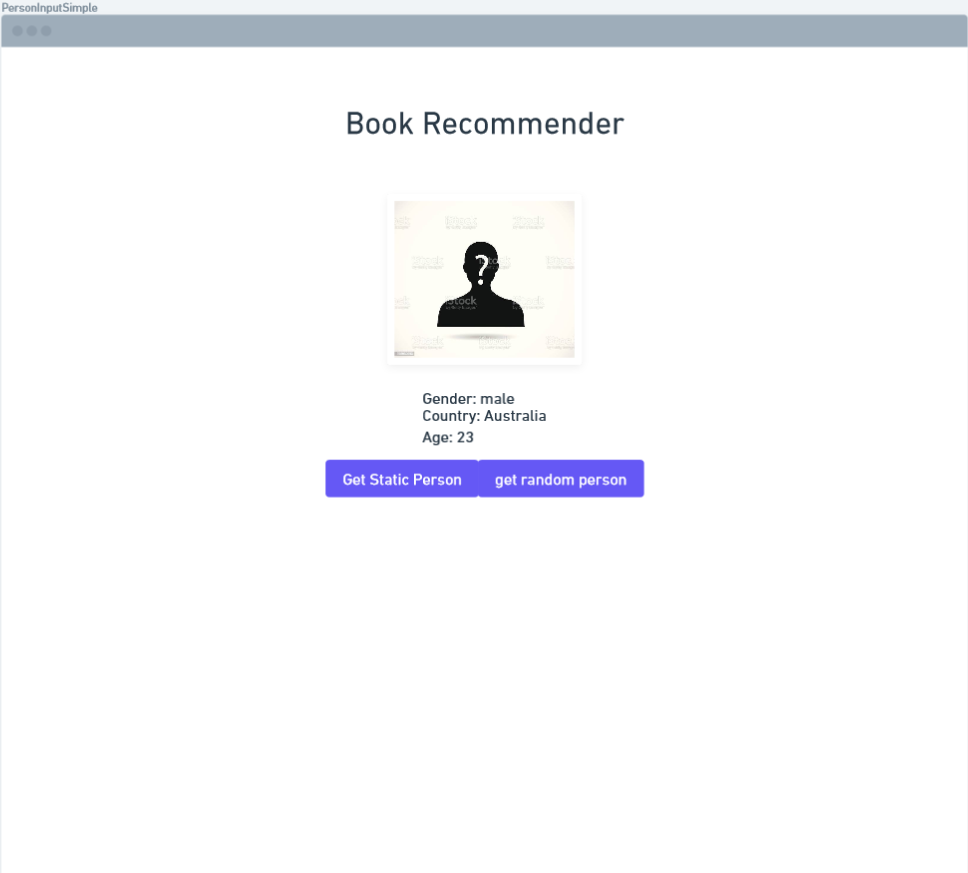 PersonInputSimple
Book Recommender
?
iStock
Gender: male
Country: Australia
Age: 23
Get Static Person
get random person